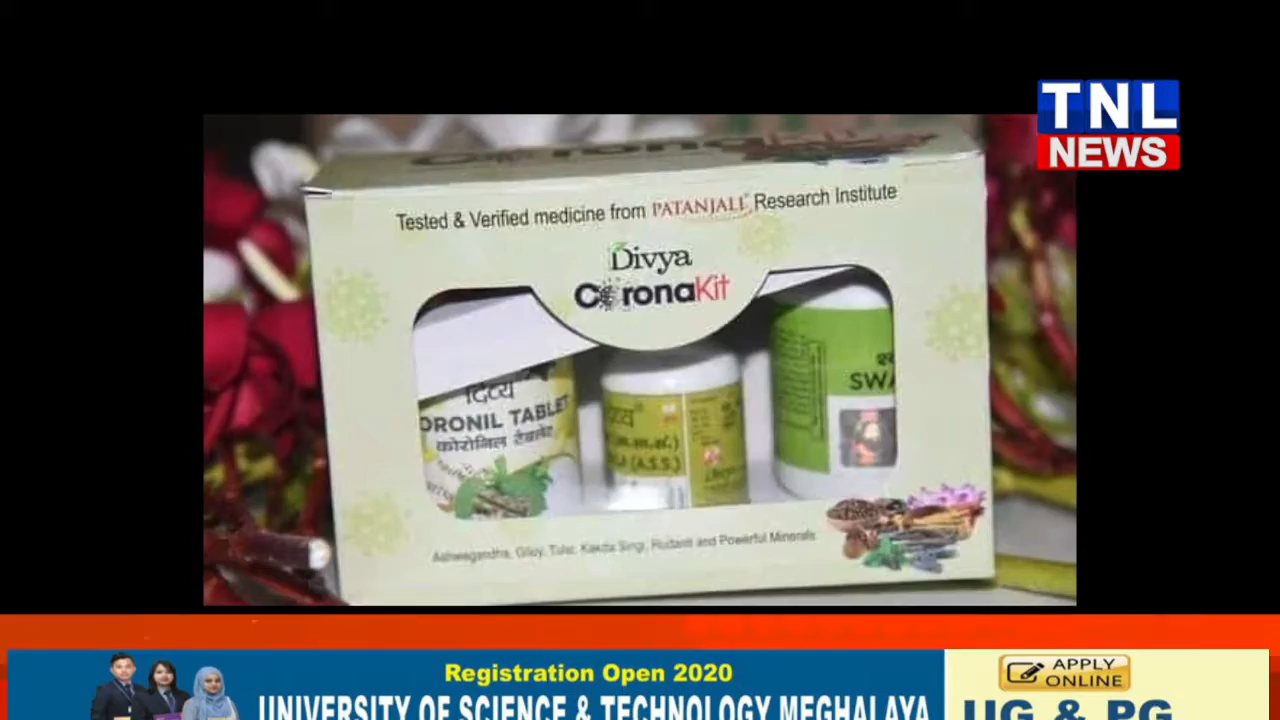 TNL
NEWS
Tested & Verified medicine from PATANJALI® Research Institute
Divya
CoronaKit
दिव्य
ORONIL TABLET
कोरोनिल टैबलेट
(A.S.S.)
SWA
Ashwagandha, Giloy, Tulsi, Kakda Singi, Rudanti and Powerful Minerals
Registration Open 2020
UNIVERSITY OF SCIENCE & TECHNOLOGY MEGHALAYA
APPLY
ONLINE
UG & PG